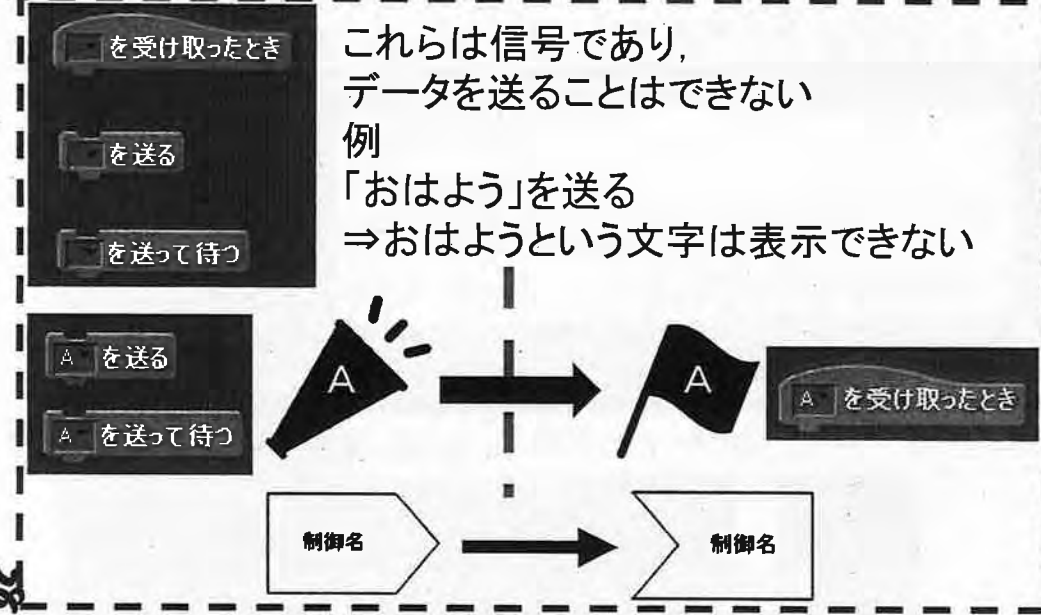 を受け取ったとき
を送る
を送って待つ
これらは信号であり,
データを送ることはできない
例
「おはよう」を送る
⇒おはようという文字は表示できない
A を送る
A を送って待つ
A
A
A を受け取ったとき
制御名
制御名